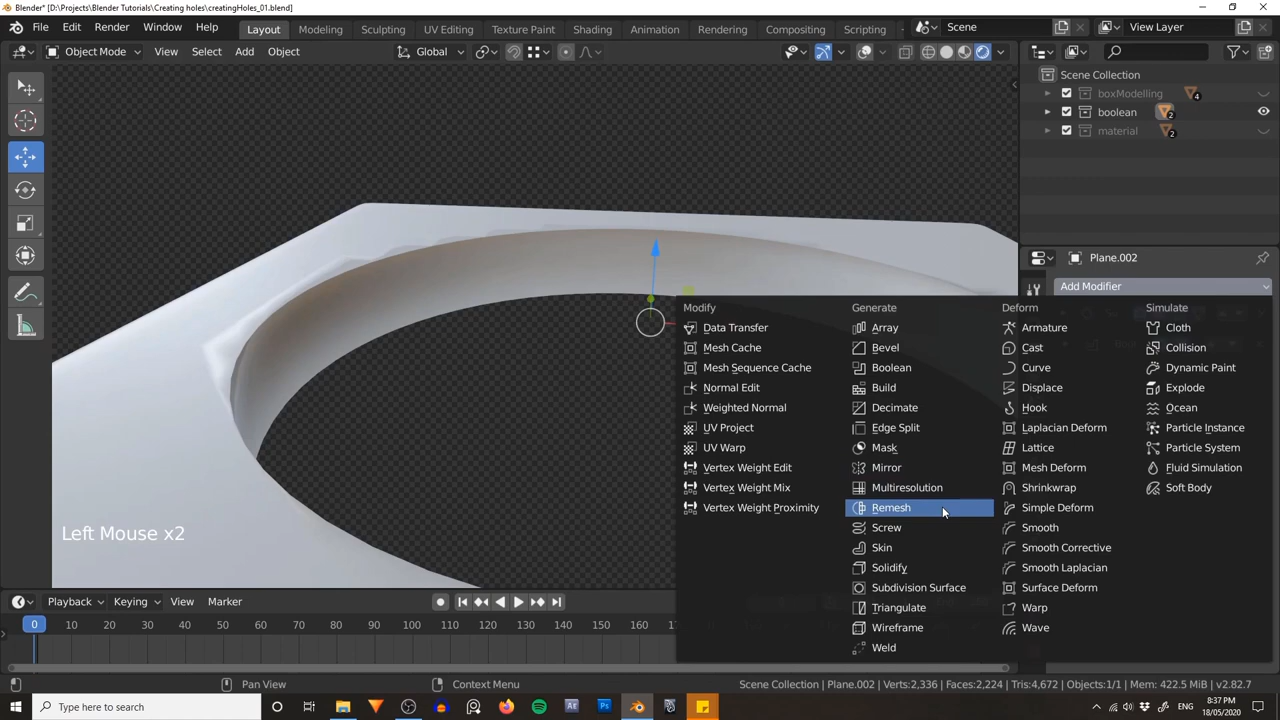 Blender* [D:\Projects\Blender Tutorials\Creating holes\creatingHoles_01.blend]
File Edit Render Window Help Layout Modeling Sculpting UV Editing Texture Paint Shading Animation Rendering Compositing Scripting Scene View Layer
Object Mode View Select Add Object Global
Scene Collection
boxModelling 4
boolean 2
material 2
Plane.002
Add Modifier
Modify Generate Deform Simulate
Data Transfer Array Armature Cloth
Mesh Cache Bevel Cast Collision
Mesh Sequence Cache Boolean Curve Dynamic Paint
Normal Edit Build Displace Explode
Weighted Normal Decimate Hook Ocean
UV Project Edge Split Laplacian Deform Particle Instance
UV Warp Mask Lattice Particle System
Vertex Weight Edit Mirror Mesh Deform Fluid Simulation
Vertex Weight Mix Multiresolution Shrinkwrap Soft Body
Vertex Weight Proximity Remesh Simple Deform
Screw Smooth
Skin Smooth Corrective
Solidify Smooth Laplacian
Subdivision Surface Surface Deform
Triangulate Warp
Wireframe Wave
Weld
Left Mouse x2
Playback Keying View Marker
0 10 20 30 40 50 60 70 80 90 100 110 120 130 140 150 160
Pan View Context Menu Scene Collection | Plane.002 | Verts:2,336 | Faces:2,224 | Tris:4,672 | Objects:1/1 | Mem: 422.5 MiB | v2.82.7
Type here to search
ENG
8:37 PM
18/05/2020